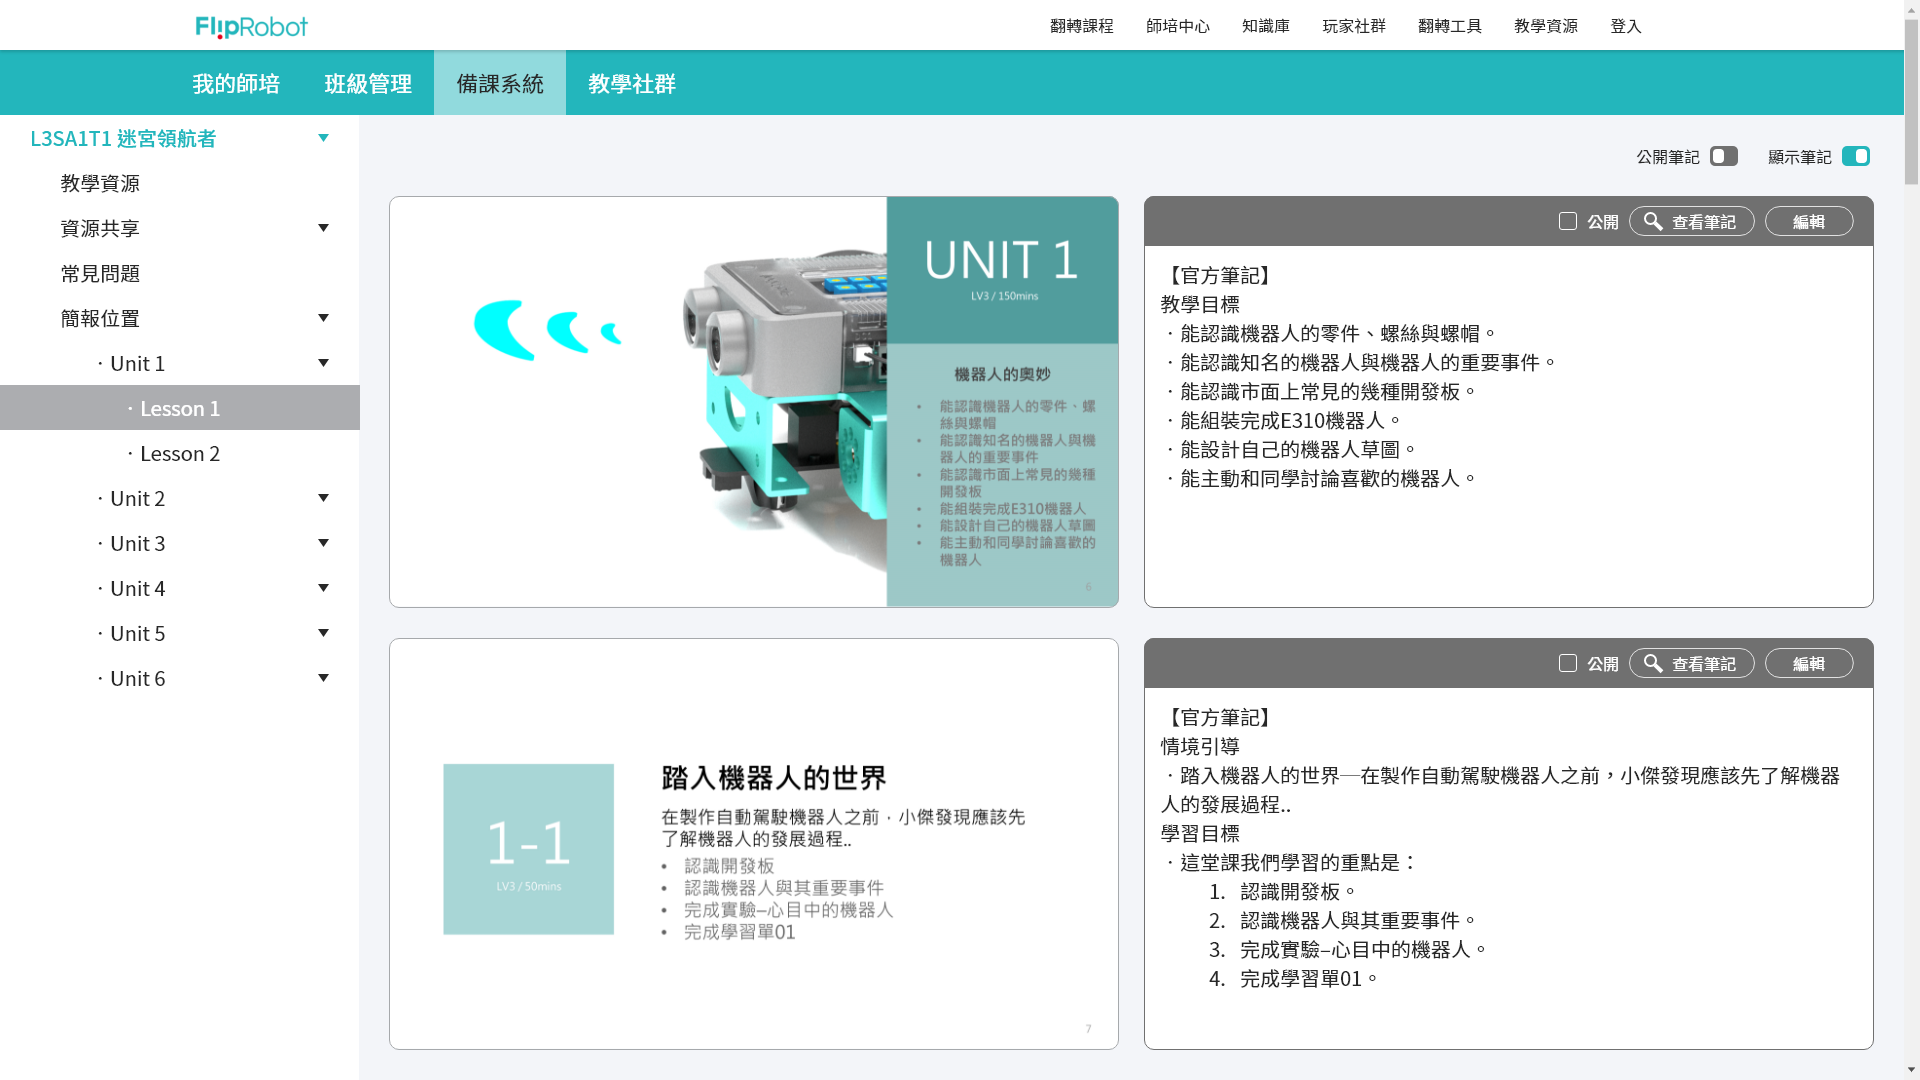 FlipRobot
翻轉課程 師培中心 知識庫 玩家社群 翻轉工具 教學資源 登入
我的師培 班級管理 備課系統 教學社群
L3SA1T1 迷宮領航者
教學資源
資源共享
常見問題
簡報位置
· Unit 1
· Lesson 1
· Lesson 2
· Unit 2
· Unit 3
· Unit 4
· Unit 5
· Unit 6
公開筆記 顯示筆記
UNIT 1
LV3 / 150mins
機器人的奧妙
• 能認識機器人的零件、螺
絲與螺帽
• 能認識知名的機器人與機
器人的重要事件
• 能認識市面上常見的幾種
開發板
• 能組裝完成E310機器人
• 能設計自己的機器人草圖
• 能主動和同學討論喜歡的
機器人
6
公開 查看筆記 編輯
【官方筆記】
教學目標
·能認識機器人的零件、螺絲與螺帽。
·能認識知名的機器人與機器人的重要事件。
·能認識市面上常見的幾種開發板。
·能組裝完成E310機器人。
·能設計自己的機器人草圖。
·能主動和同學討論喜歡的機器人。
1-1
LV3 / 50mins
踏入機器人的世界
在製作自動駕駛機器人之前，小傑發現應該先
了解機器人的發展過程..
• 認識開發板
• 認識機器人與其重要事件
• 完成實驗–心目中的機器人
• 完成學習單01
7
公開 查看筆記 編輯
【官方筆記】
情境引導
·踏入機器人的世界─在製作自動駕駛機器人之前，小傑發現應該先了解機器
人的發展過程..
學習目標
·這堂課我們學習的重點是：
1. 認識開發板。
2. 認識機器人與其重要事件。
3. 完成實驗–心目中的機器人。
4. 完成學習單01。